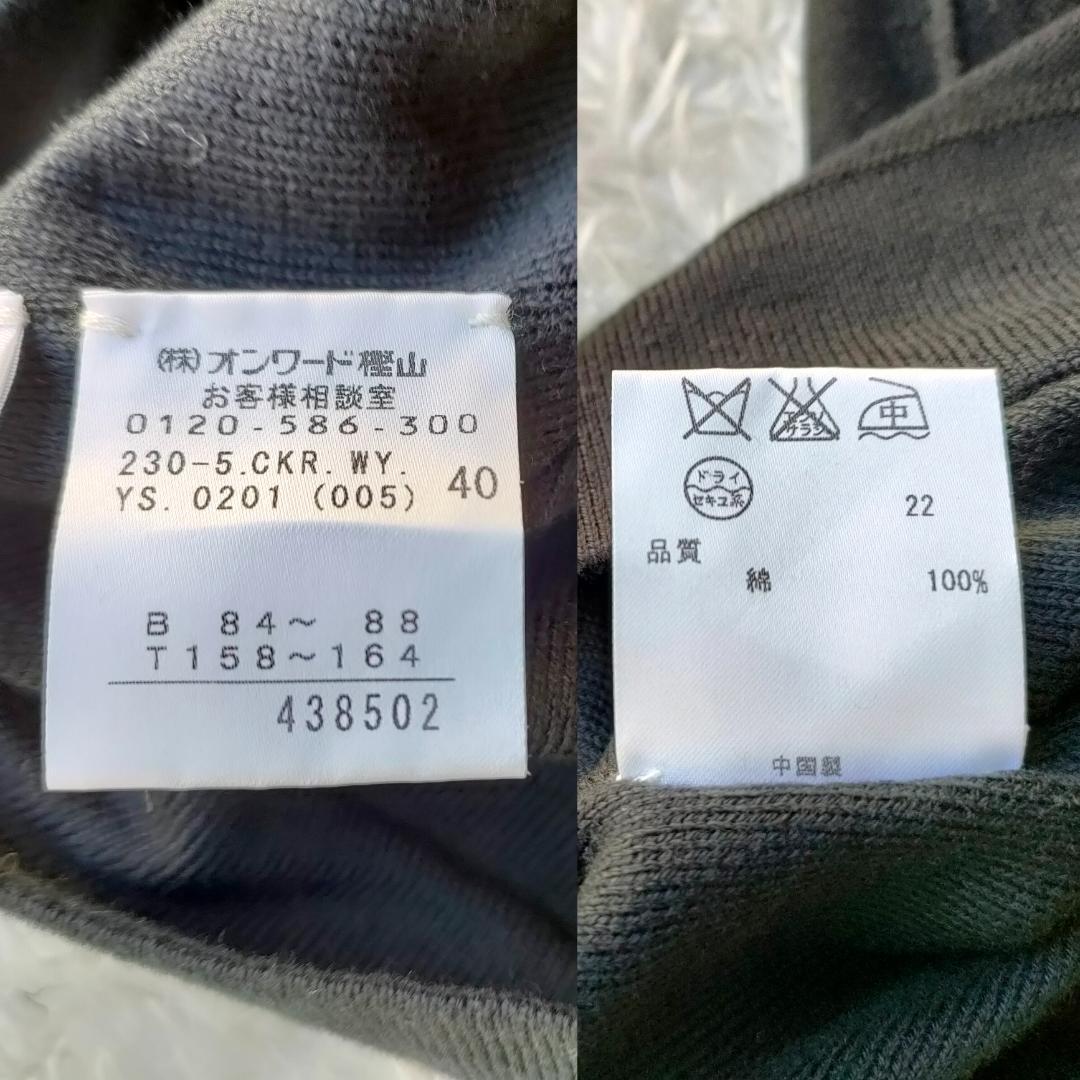 (株)オンワード樫山
お客様相談室
0120-586-300
230-5.CKR.WY.
YS. 0201 (005) 40
B 84~ 88
T158~164
438502
中
ドライ
セキユ系
22
品質
綿 100%
中国製